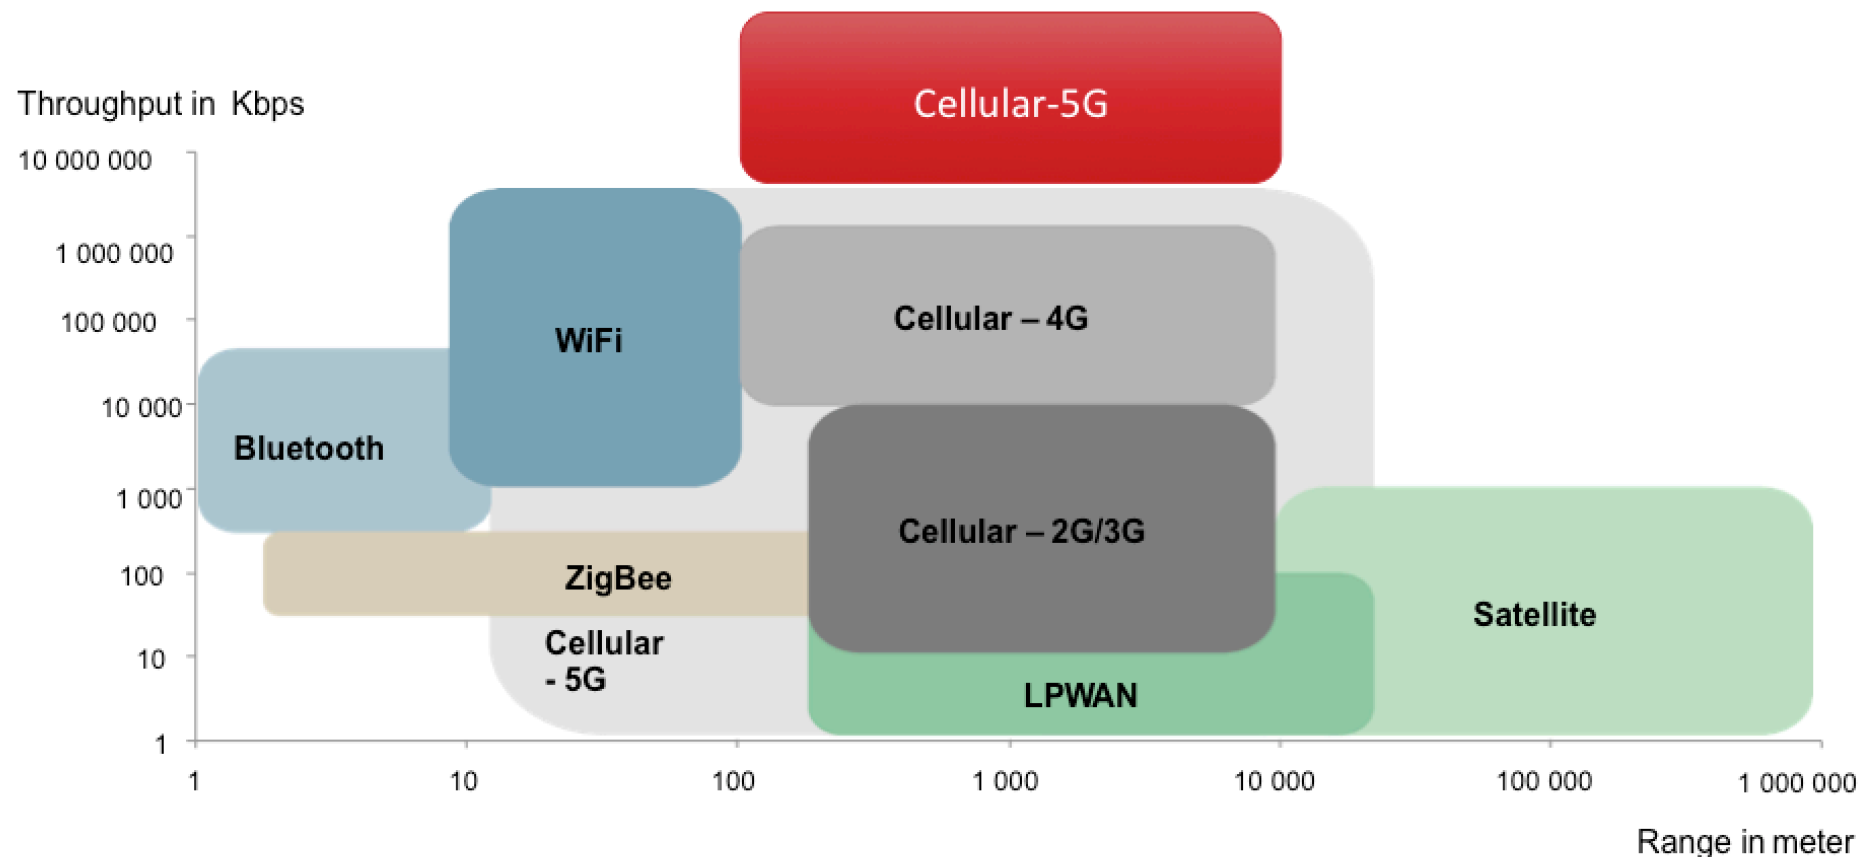 Cellular-5G
Throughput in Kbps
10 000 000
1 000 000
100 000
10 000
1 000
100
10
1
WiFi
Cellular – 4G
Bluetooth
Cellular – 2G/3G
ZigBee
Satellite
Cellular
- 5G
LPWAN
1
10
100
1 000
10 000
100 000
1 000 000
Range in meter